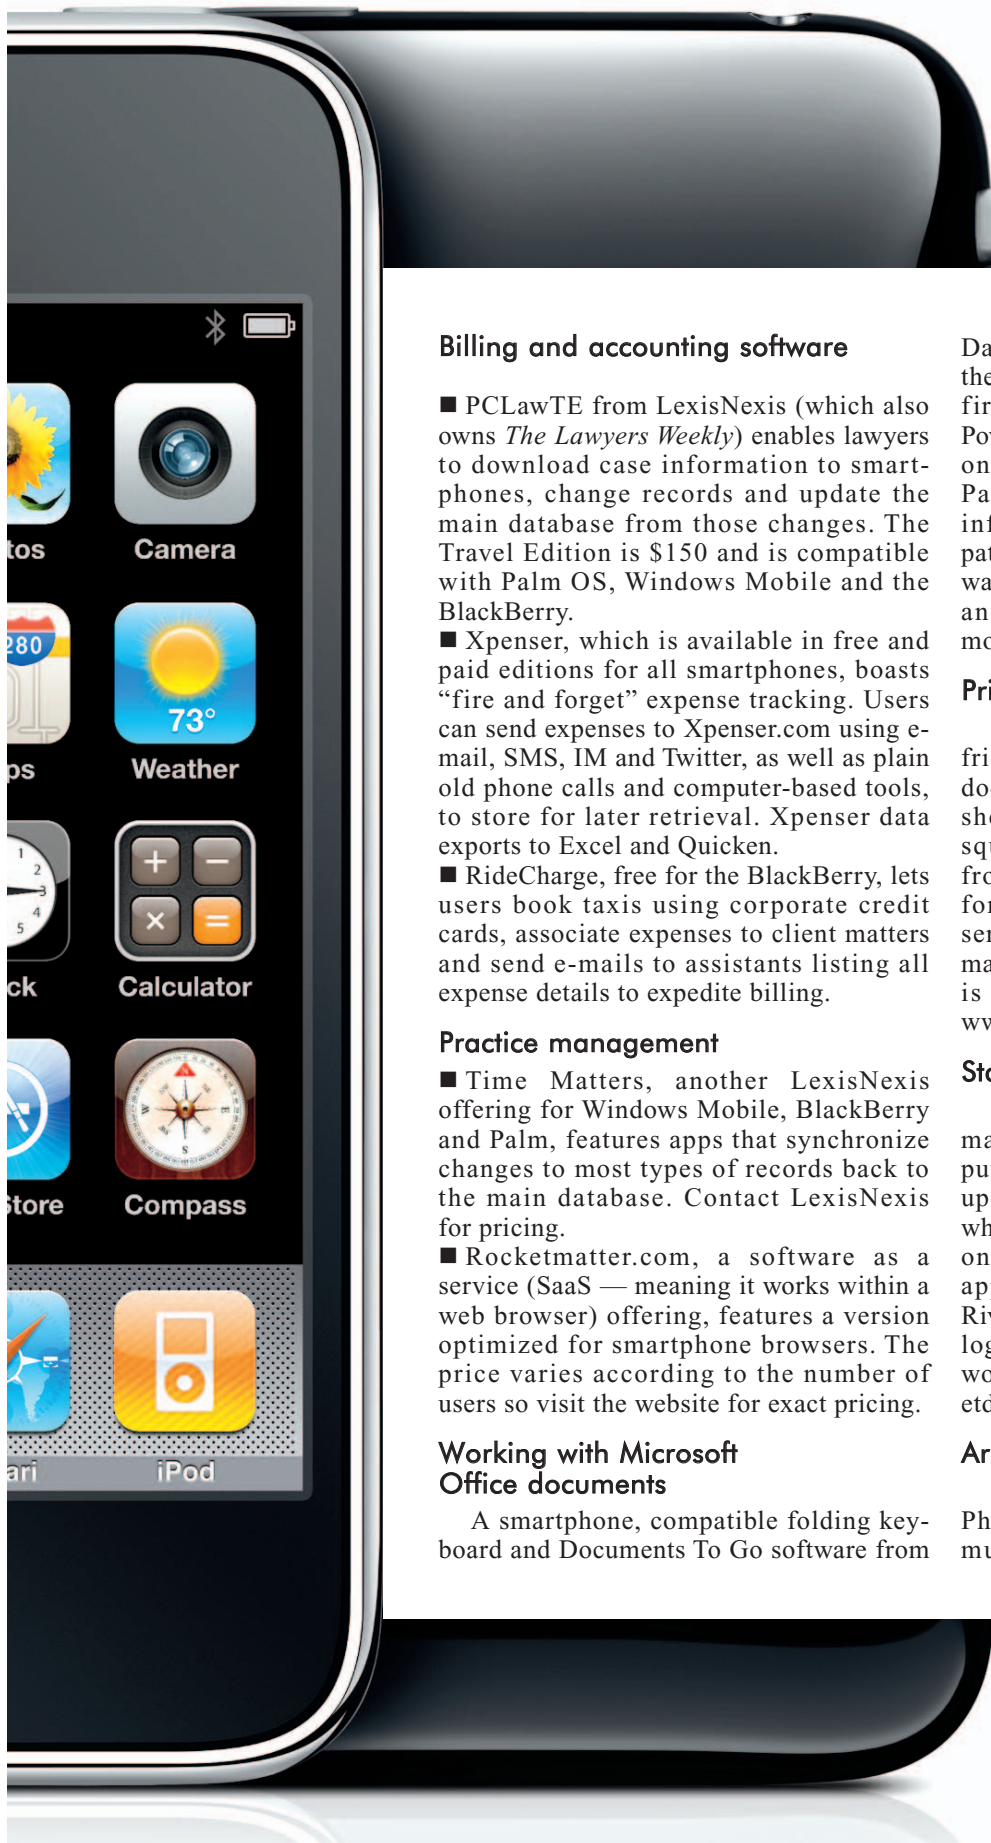 Camera
280
73°
Weather
1
2
3
4
5
Calculator
Store
Compass
iPod
Billing and accounting software
■ PCLawTE from LexisNexis (which also
owns The Lawyers Weekly) enables lawyers
to download case information to smart-
phones, change records and update the
main database from those changes. The
Travel Edition is $150 and is compatible
with Palm OS, Windows Mobile and the
BlackBerry.
■ Xpenser, which is available in free and
paid editions for all smartphones, boasts
“fire and forget” expense tracking. Users
can send expenses to Xpenser.com using e-
mail, SMS, IM and Twitter, as well as plain
old phone calls and computer-based tools,
to store for later retrieval. Xpenser data
exports to Excel and Quicken.
■ RideCharge, free for the BlackBerry, lets
users book taxis using corporate credit
cards, associate expenses to client matters
and send e-mails to assistants listing all
expense details to expedite billing.
Practice management
■ Time Matters, another LexisNexis
offering for Windows Mobile, BlackBerry
and Palm, features apps that synchronize
changes to most types of records back to
the main database. Contact LexisNexis
for pricing.
■ Rocketmatter.com, a software as a
service (SaaS — meaning it works within a
web browser) offering, features a version
optimized for smartphone browsers. The
price varies according to the number of
users so visit the website for exact pricing.
Working with Microsoft
Office documents
A smartphone, compatible folding key-
board and Documents To Go software from